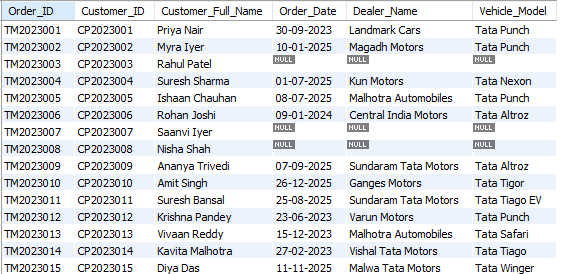 Order_ID Customer_ID Customer_Full_Name Order_Date Dealer_Name Vehicle_Model
TM2023001 CP2023001 Priya Nair 30-09-2023 Landmark Cars Tata Punch
TM2023002 CP2023002 Myra Iyer 10-01-2025 Magadh Motors Tata Punch
TM2023003 CP2023003 Rahul Patel NULL NULL NULL
TM2023004 CP2023004 Suresh Sharma 01-07-2025 Kun Motors Tata Nexon
TM2023005 CP2023005 Ishaan Chauhan 08-07-2025 Malhotra Automobiles Tata Punch
TM2023006 CP2023006 Rohan Joshi 09-01-2024 Central India Motors Tata Altroz
TM2023007 CP2023007 Saanvi Iyer NULL NULL NULL
TM2023008 CP2023008 Nisha Shah NULL NULL NULL
TM2023009 CP2023009 Ananya Trivedi 07-09-2025 Sundaram Tata Motors Tata Altroz
TM2023010 CP2023010 Amit Singh 26-12-2025 Ganges Motors Tata Tigor
TM2023011 CP2023011 Suresh Bansal 25-08-2025 Sundaram Tata Motors Tata Tiago EV
TM2023012 CP2023012 Krishna Pandey 23-06-2023 Varun Motors Tata Punch
TM2023013 CP2023013 Vivaan Reddy 15-12-2023 Malhotra Automobiles Tata Safari
TM2023014 CP2023014 Kavita Malhotra 27-02-2023 Vishal Tata Motors Tata Tiago
TM2023015 CP2023015 Diya Das 11-11-2025 Malwa Tata Motors Tata Winger